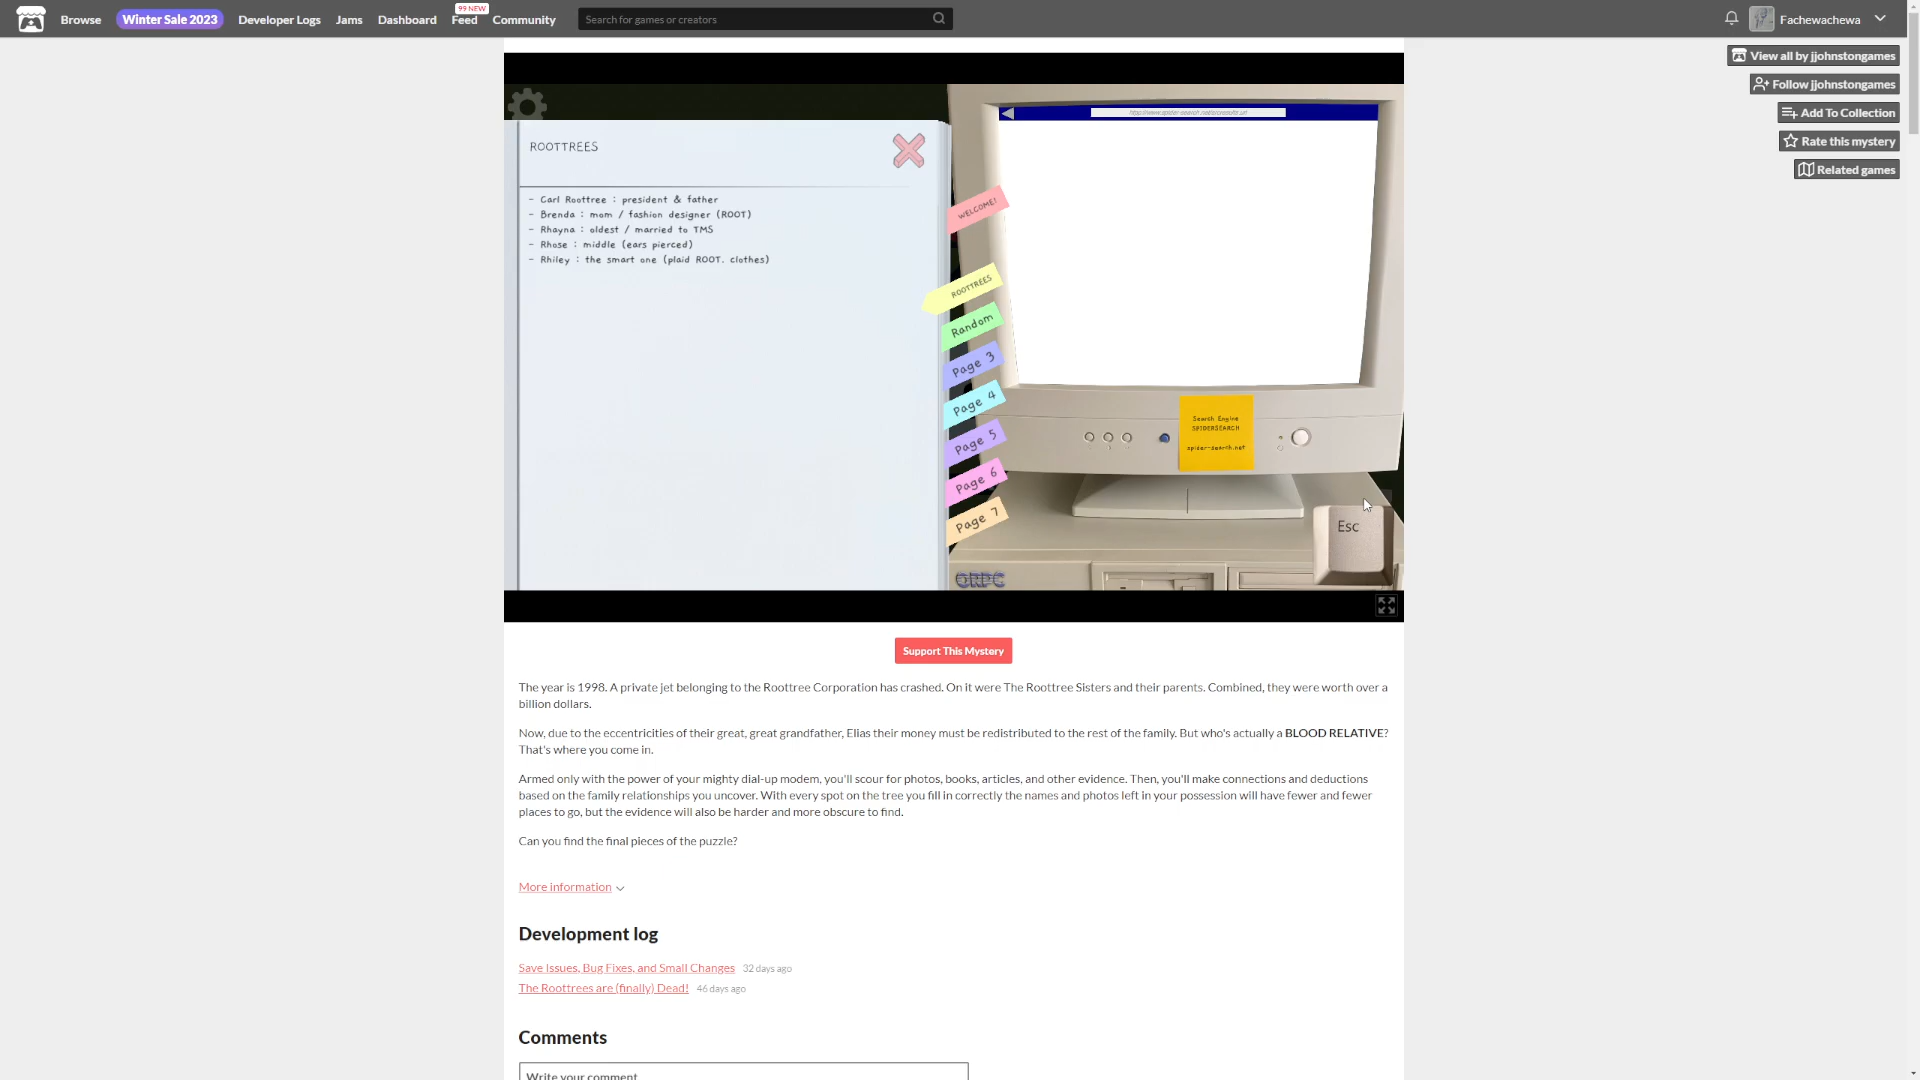 Browse
Winter Sale 2023
Developer Logs
Jams
Dashboard
99 NEW
Feed
Community
Search for games or creators
Fachewachewa
View all by jjohnstongames
Follow jjohnstongames
Add To Collection
Rate this mystery
Related games
ROOTTREES
- Carl Roottree : president & father
- Brenda : mom / fashion designer (ROOT)
- Rhayna : oldest / married to TMS
- Rhose : middle (ears pierced)
- Rhiley : the smart one (plaid ROOT. clothes)
WELCOME!
ROOTTREES
Random
Page 3
Page 4
Page 5
Page 6
Page 7
Search Engine
SPIDERSEARCH
spider-search.net
Esc
ORPC
Support This Mystery
The year is 1998. A private jet belonging to the Roottree Corporation has crashed. On it were The Roottree Sisters and their parents. Combined, they were worth over a
billion dollars.
Now, due to the eccentricities of their great, great grandfather, Elias their money must be redistributed to the rest of the family. But who's actually a BLOOD RELATIVE?
That's where you come in.
Armed only with the power of your mighty dial-up modem, you'll scour for photos, books, articles, and other evidence. Then, you'll make connections and deductions
based on the family relationships you uncover. With every spot on the tree you fill in correctly the names and photos left in your possession will have fewer and fewer
places to go, but the evidence will also be harder and more obscure to find.
Can you find the final pieces of the puzzle?
More information
Development log
Save Issues, Bug Fixes, and Small Changes 32 days ago
The Roottrees are (finally) Dead! 46 days ago
Comments
Write your comment